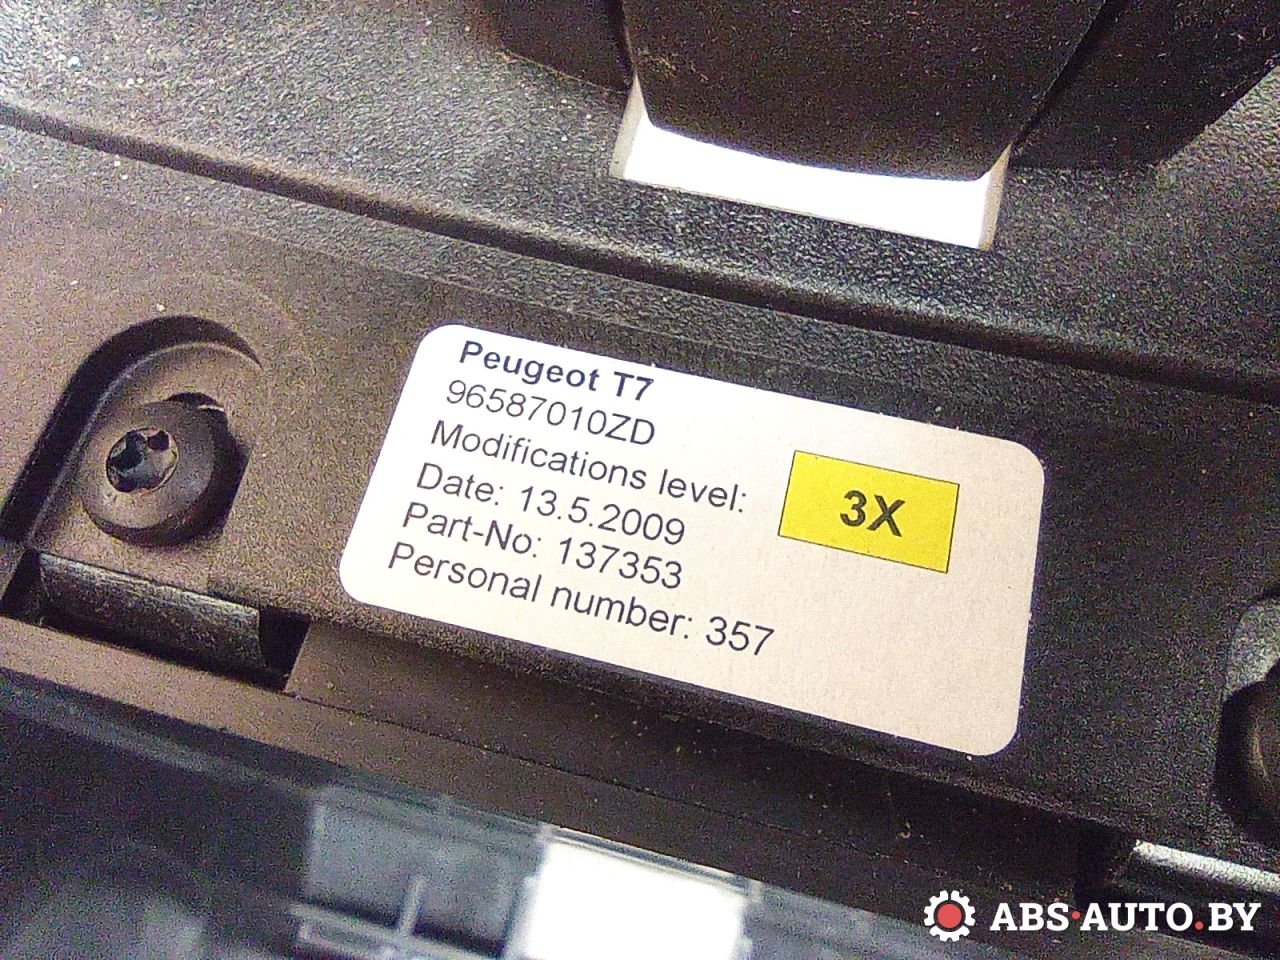 Peugeot T7
96587010ZD
Modifications level: 3X
Date: 13.5.2009
Part-No: 137353
Personal number: 357
ABS·AUTO.BY